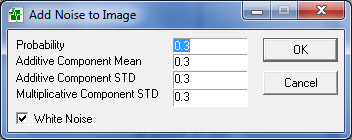 Add Noise to Image
Probability 0.3
Additive Component Mean 0.3
Additive Component STD 0.3
Multiplicative Component STD 0.3
White Noise
OK
Cancel